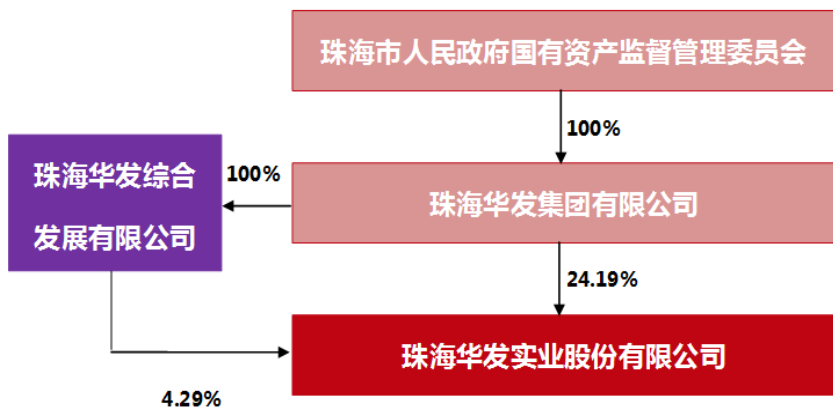 珠海市人民政府国有资产监督管理委员会
100%
珠海华发综合
发展有限公司
100%
珠海华发集团有限公司
24.19%
珠海华发实业股份有限公司
4.29%